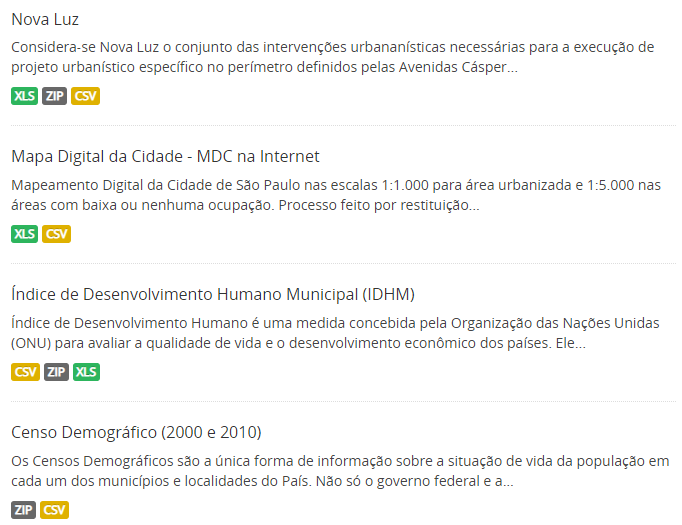 Nova Luz
Considera-se Nova Luz o conjunto das intervenções urbananísticas necessárias para a execução de
projeto urbanístico específico no perímetro definidos pelas Avenidas Cásper...
XLS ZIP CSV
Mapa Digital da Cidade - MDC na Internet
Mapeamento Digital da Cidade de São Paulo nas escalas 1:1.000 para área urbanizada e 1:5.000 nas
áreas com baixa ou nenhuma ocupação. Processo feito por restituição...
XLS CSV
Índice de Desenvolvimento Humano Municipal (IDHM)
Índice de Desenvolvimento Humano é uma medida concebida pela Organização das Nações Unidas
(ONU) para avaliar a qualidade de vida e o desenvolvimento econômico dos países. Ele...
CSV ZIP XLS
Censo Demográfico (2000 e 2010)
Os Censos Demográficos são a única forma de informação sobre a situação de vida da população em
cada um dos municípios e localidades do País. Não só o governo federal e a...
ZIP CSV